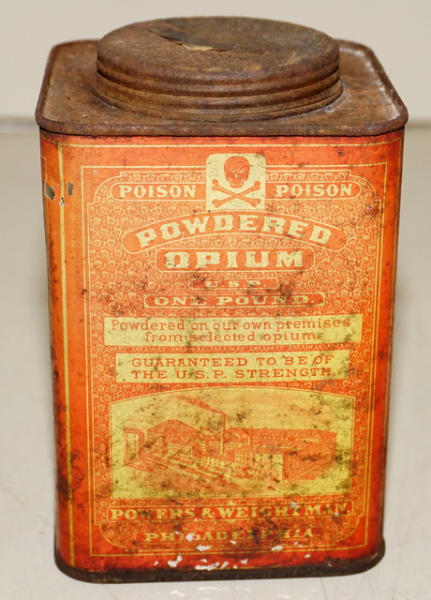 POISON POISON
POWDERED
OPIUM
U.S.P.
ONE POUND.
Powdered on our own premises
from selected opium
GUARANTEED TO BE OF
THE U.S.P. STRENGTH.
POWERS & WEIGHTMAN
PHILADELPHIA